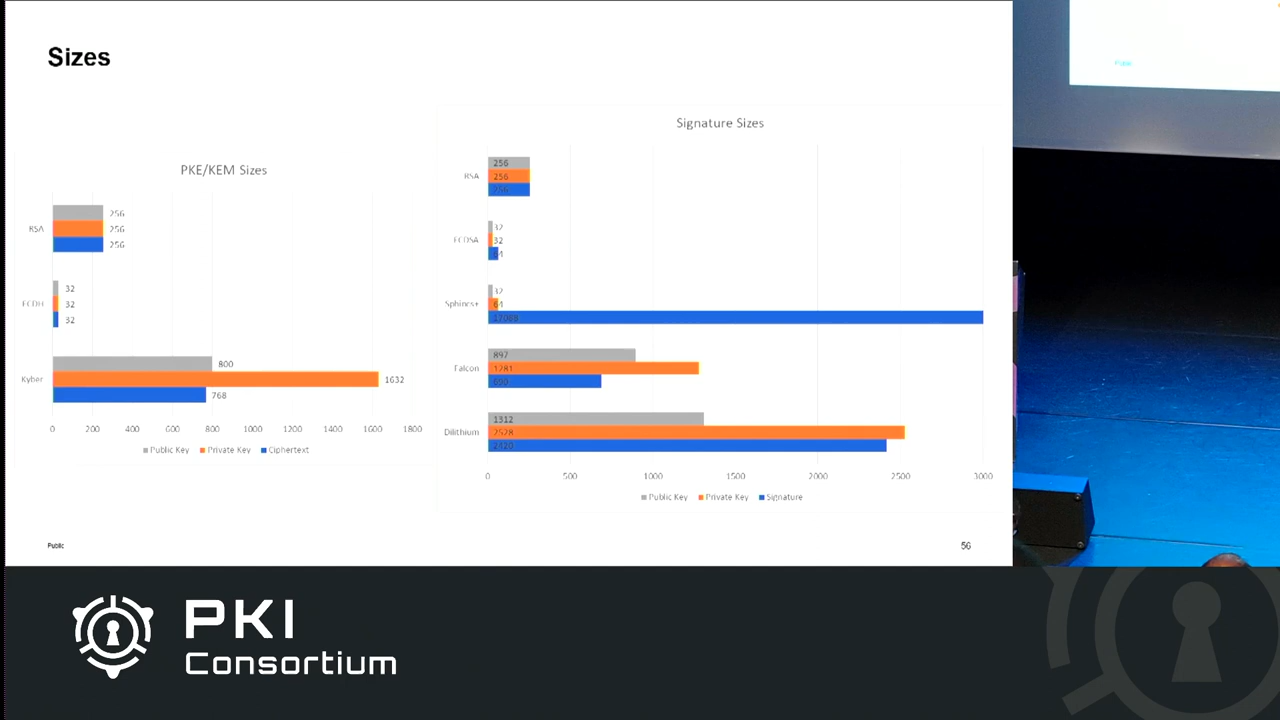 Sizes
PKE/KEM Sizes
RSA
256
256
256
ECDH
32
32
32
Kyber
800
1632
768
0 200 400 600 800 1000 1200 1400 1600 1800
Public Key Private Key Ciphertext
Signature Sizes
RSA
256
256
256
ECDSA
32
32
64
Sphincs+
32
64
17088
Falcon
897
1281
Dilithium
1312
2528
2420
0 500 1000 1500 2000 2500 3000
Public Key Private Key Signature
Public
56
PKI
Consortium